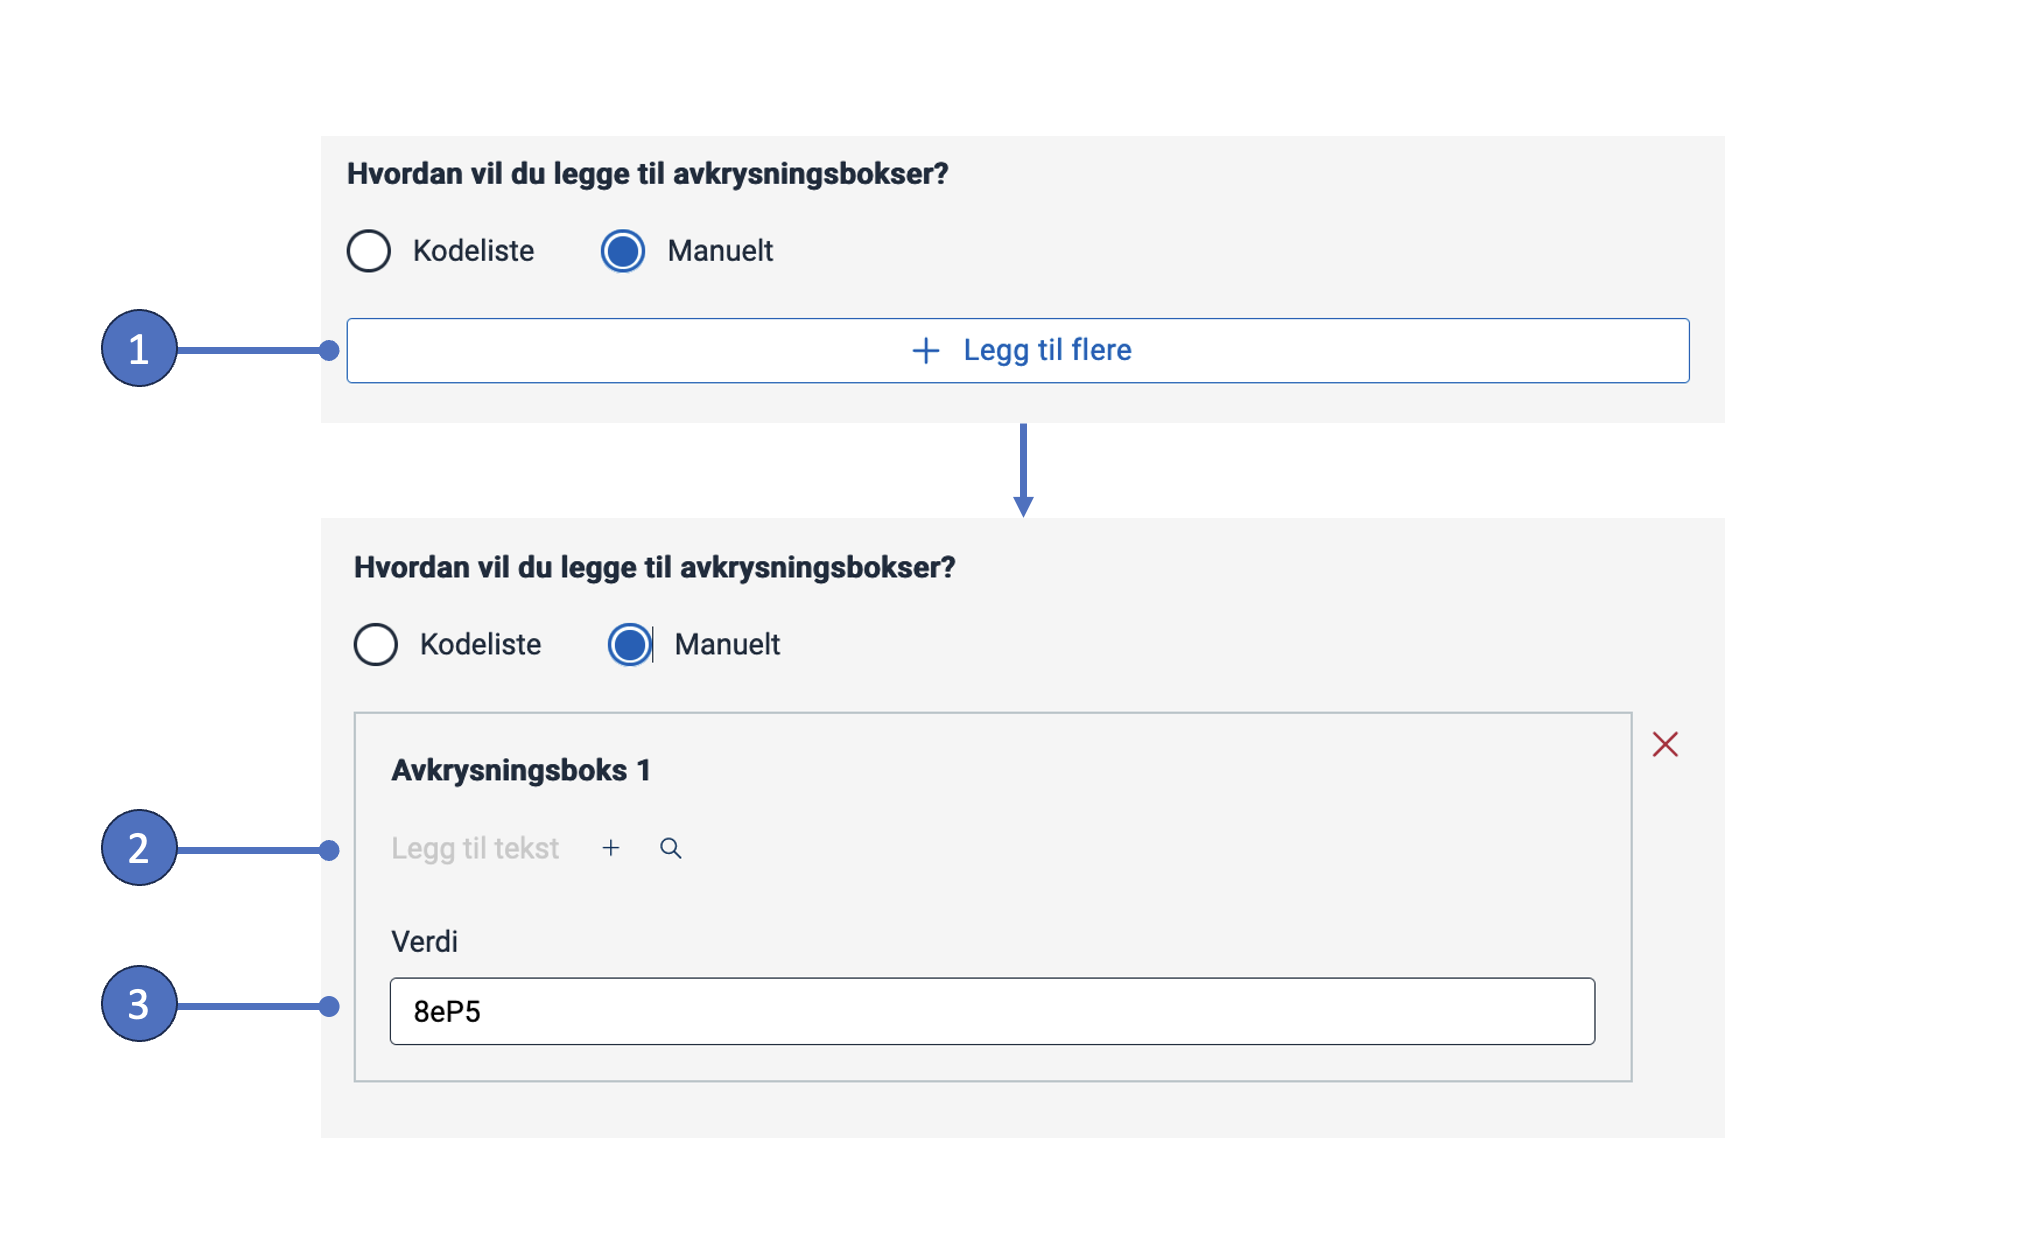 Hvordan vil du legge til avkrysningsbokser?
Kodeliste Manuelt
1 + Legg til flere
Hvordan vil du legge til avkrysningsbokser?
Kodeliste Manuelt
Avkrysningsboks 1
2 Legg til tekst +
Verdi
3 8eP5